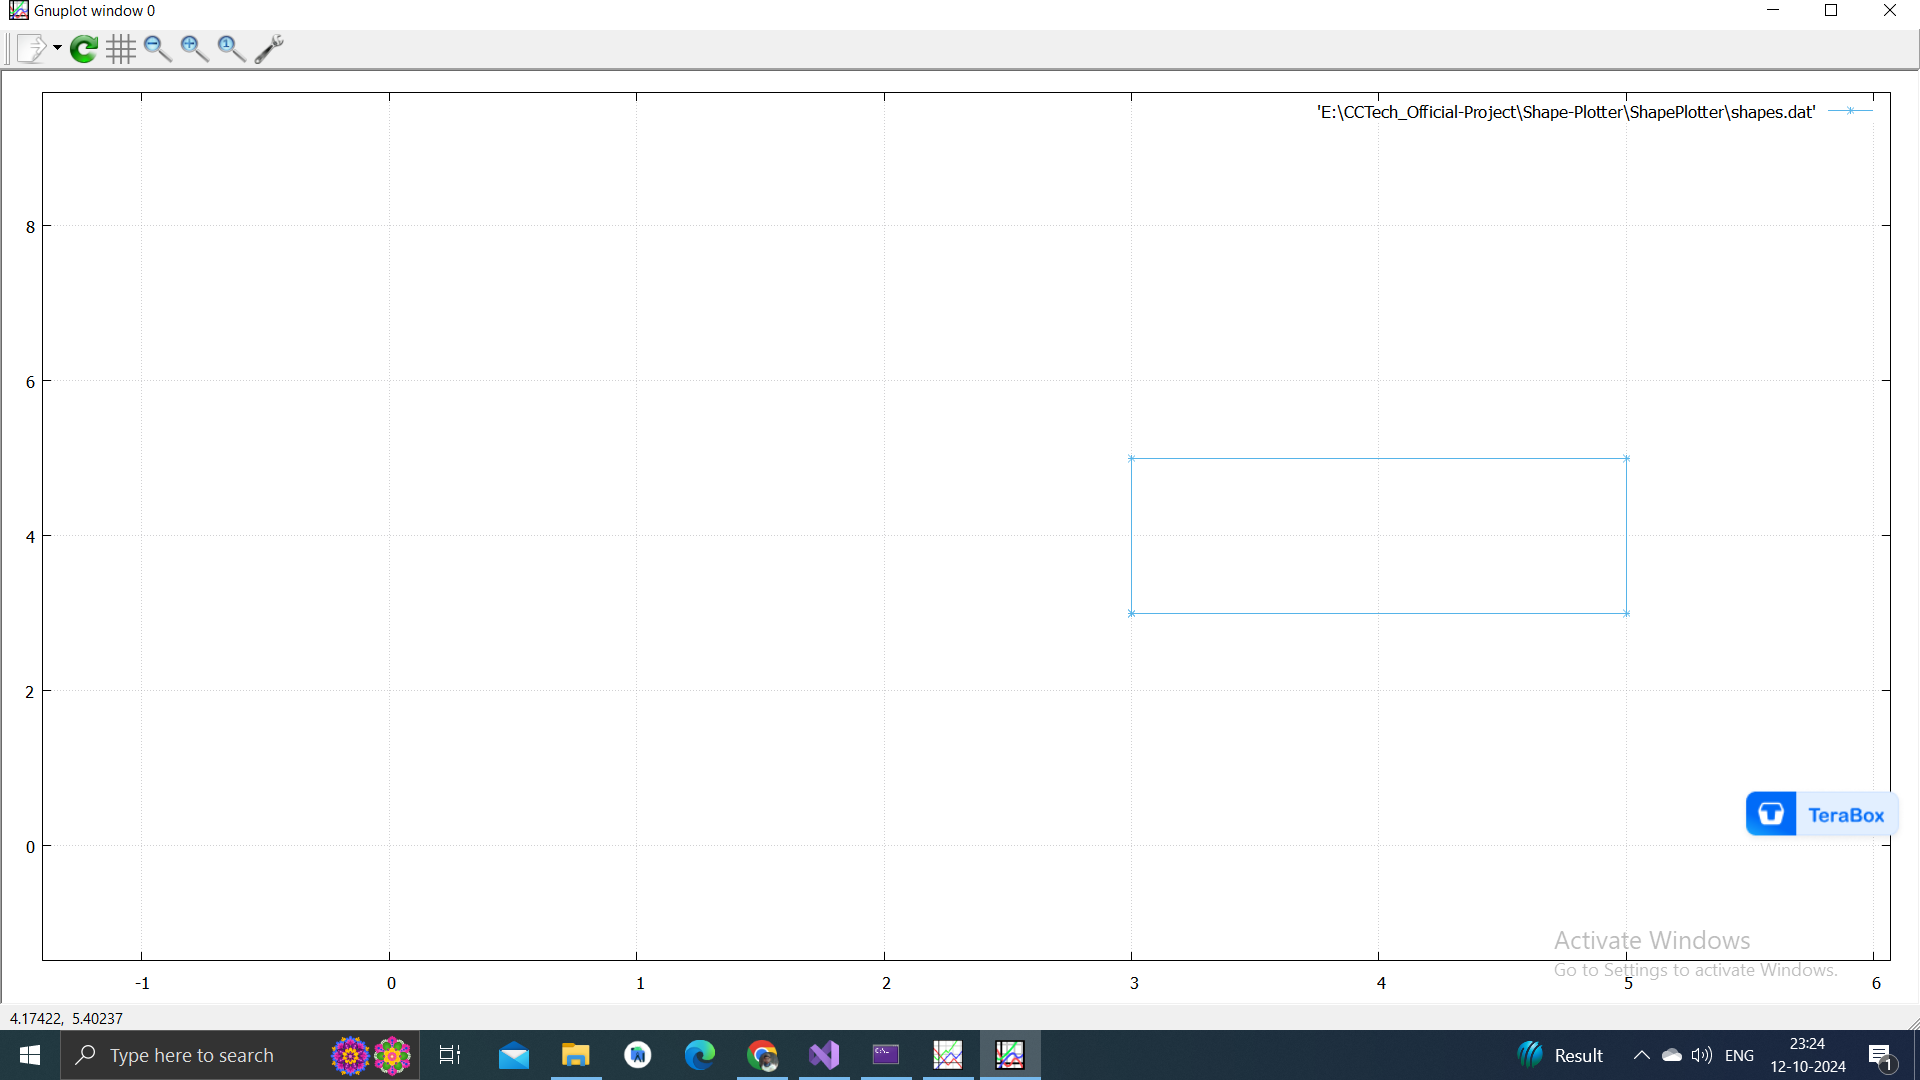 Gnuplot window 0
'E:\CCTech_Official-Project\Shape-Plotter\ShapePlotter\shapes.dat'
8
6
4
2
0
TeraBox
Activate Windows
Go to Settings to activate Windows.
-1 0 1 2 3 4 5 6
4.17422, 5.40237
Type here to search
Result
ENG
23:24
12-10-2024
1